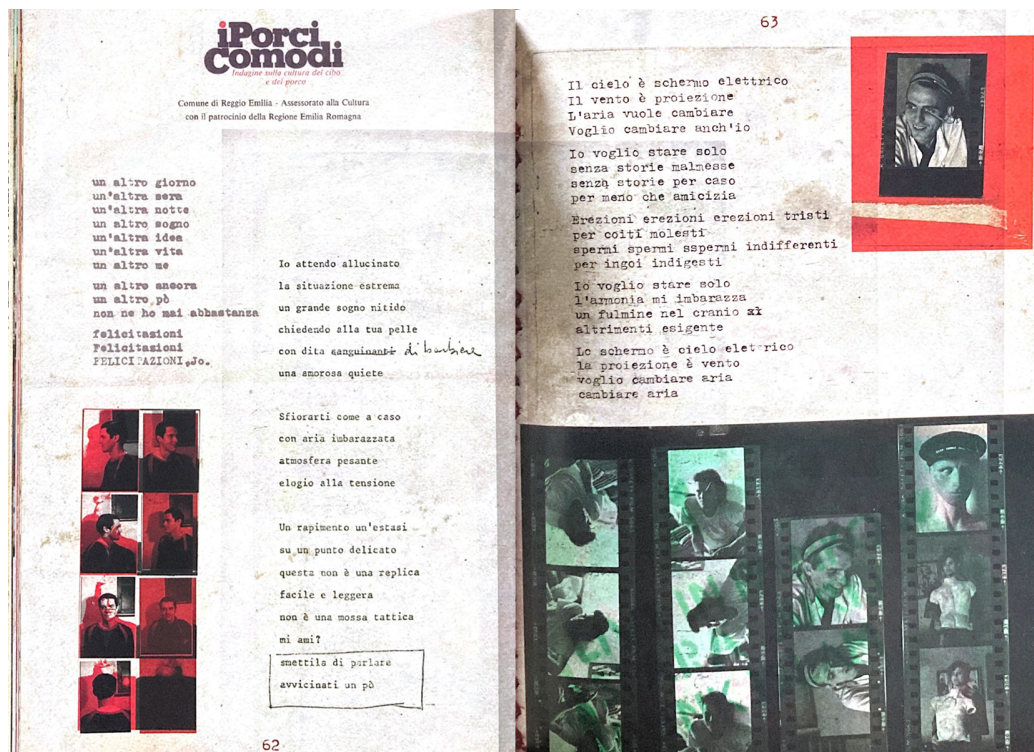 iPorci
Comodi
Indagine sulla cultura del cibo
e del porco
Comune di Reggio Emilia - Assessorato alla Cultura
con il patrocinio della Regione Emilia Romagna
un altro giorno
un'altra sera
un'altra notte
un altro sogno
un'altra idea
un'altra vita
un altro me
un altro ancora
un altro pò
non ne ho mai abbastanza
felicitazioni
Felicitazioni
FELICITAZIONI,Jo.
Io attendo allucinato
la situazione estrema
un grande sogno nitido
chiedendo alla tua pelle
con dita sanguinanti di barbiere
una amorosa quiete
Sfiorarti come a caso
con aria imbarazzata
atmosfera pesante
elogio alla tensione
Un rapimento un'estasi
su un punto delicato
questa non è una replica
facile e leggera
non è una mossa tattica
mi ami?
smettila di parlare
avvicinati un pò
62
63
Il cielo è schermo elettrico
Il vento è proiezione
L'aria vuole cambiare
Voglio cambiare anch'io
Io voglio stare solo
senza storie malmesse
senza storie per caso
per meno che amicizia
Erezioni erezioni erezioni tristi
per coiti molesti
spermi spermi sspermi indifferenti
per ingoi indigesti
Io voglio stare solo
l'armonia mi imbarazza
un fulmine nel cranio sì
altrimenti esigente
Lo schermo è cielo elettrico
la proiezione è vento
voglio cambiare aria
cambiare aria